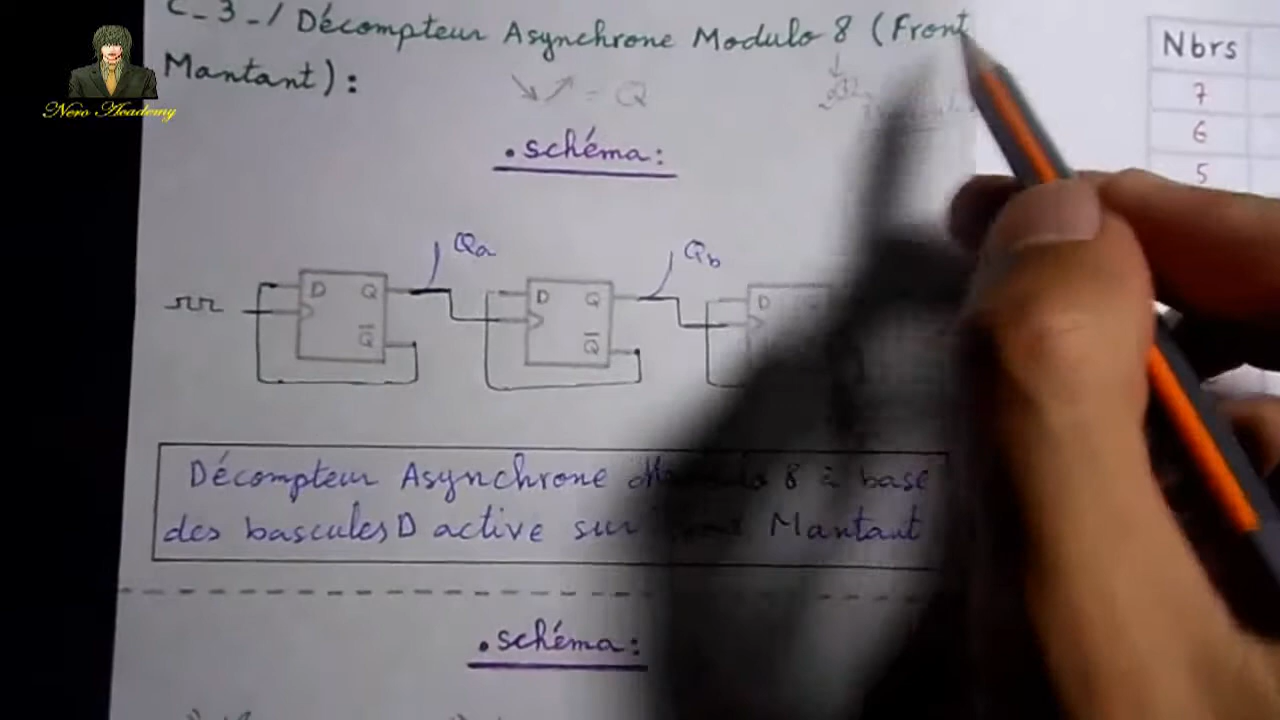 C_3_/ Décompteur Asynchrone Modulo 8 (Front
Mantant):
= Q
Nero Academy
.schéma:
Qa
Qb
D Q
Q̅
D Q
Q̅
D
Décompteur Asynchrone 8 à base
des bascules D active sur Mantant
.schéma:
Nbrs
7
6
5